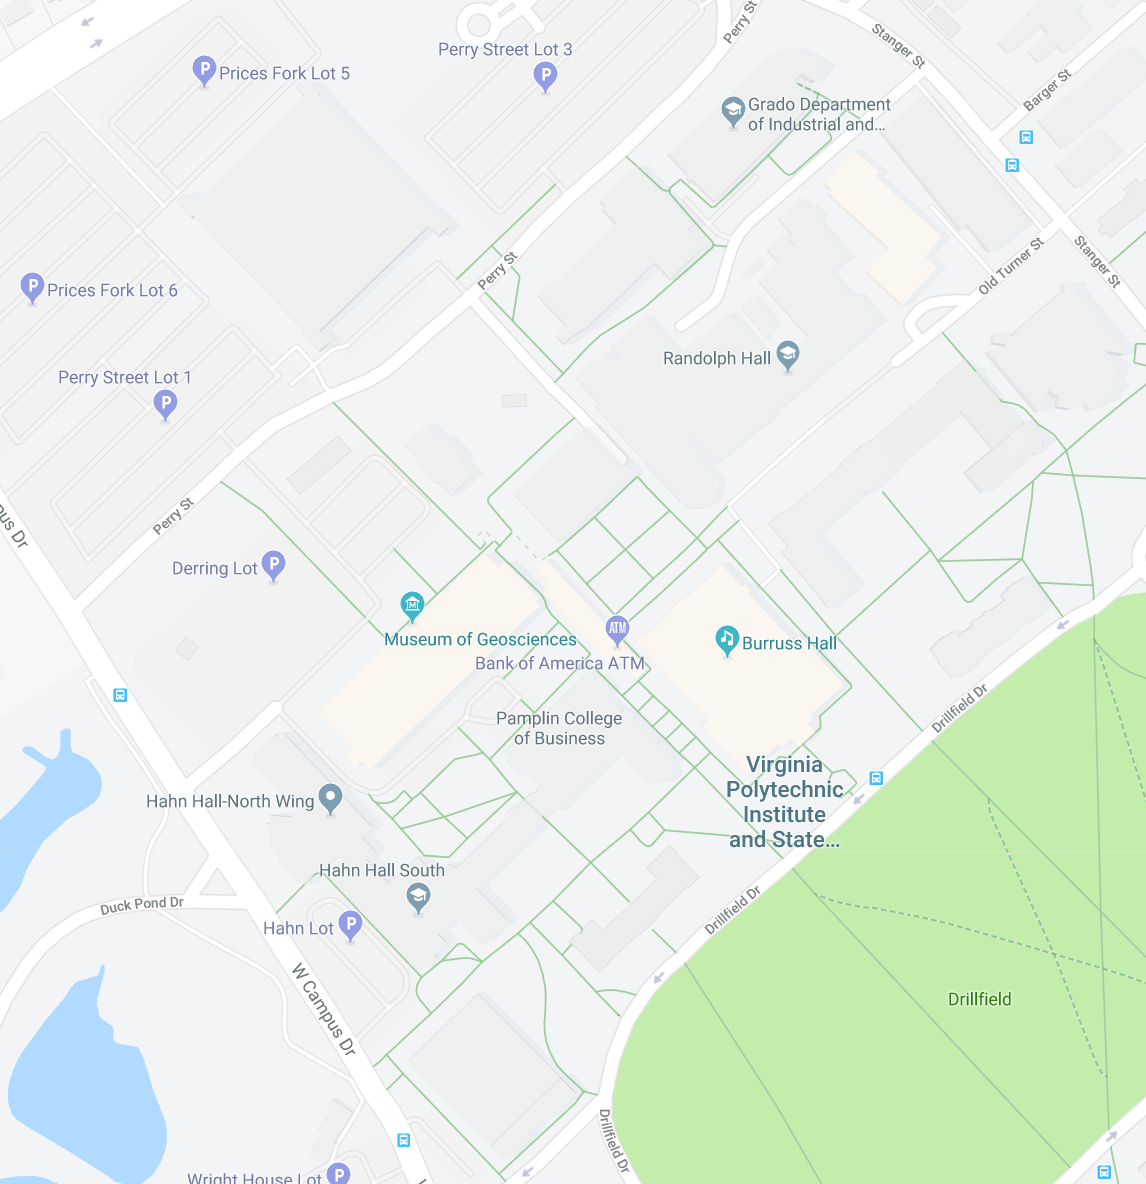 Perry St
Stanger St
Perry Street Lot 3
Prices Fork Lot 5
Barger St
Grado Department
of Industrial and...
Stanger St
Old Turner St
Perry St
Prices Fork Lot 6
Randolph Hall
Perry Street Lot 1
Perry St
pus Dr
Derring Lot
Museum of Geosciences
ATM
Bank of America ATM
Burruss Hall
Drillfield Dr
Pamplin College
of Business
Virginia
Polytechnic
Institute
and State...
Hahn Hall-North Wing
Hahn Hall South
Duck Pond Dr
Hahn Lot
Drillfield Dr
W Campus Dr
Drillfield
Drillfield Dr
Wright House Lot